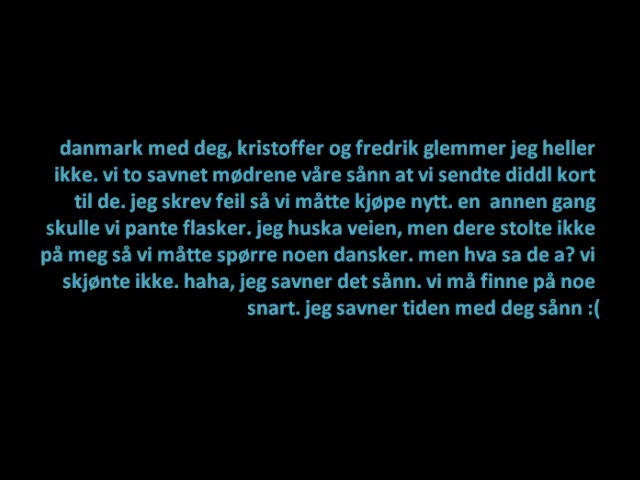 danmark med deg, kristoffer og fredrik glemmer jeg heller
ikke. vi to savnet mødrene våre sånn at vi sendte diddl kort
til de. jeg skrev feil så vi måtte kjøpe nytt. en  annen gang
skulle vi pante flasker. jeg huska veien, men dere stolte ikke
på meg så vi måtte spørre noen dansker. men hva sa de a? vi
skjønte ikke. haha, jeg savner det sånn. vi må finne på noe
snart. jeg savner tiden med deg sånn :(